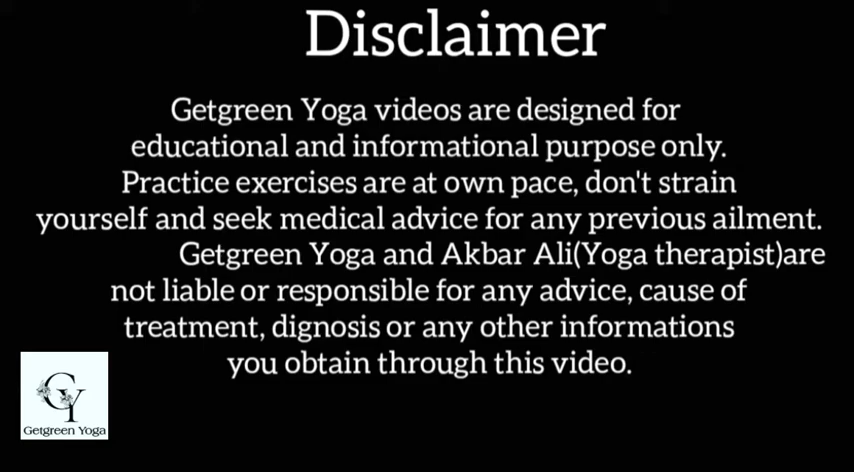 Disclaimer
Getgreen Yoga videos are designed for
educational and informational purpose only.
Practice exercises are at own pace, don't strain
yourself and seek medical advice for any previous ailment.
Getgreen Yoga and Akbar Ali(Yoga therapist)are
not liable or responsible for any advice, cause of
treatment, dignosis or any other informations
you obtain through this video.
GY
Getgreen Yoga